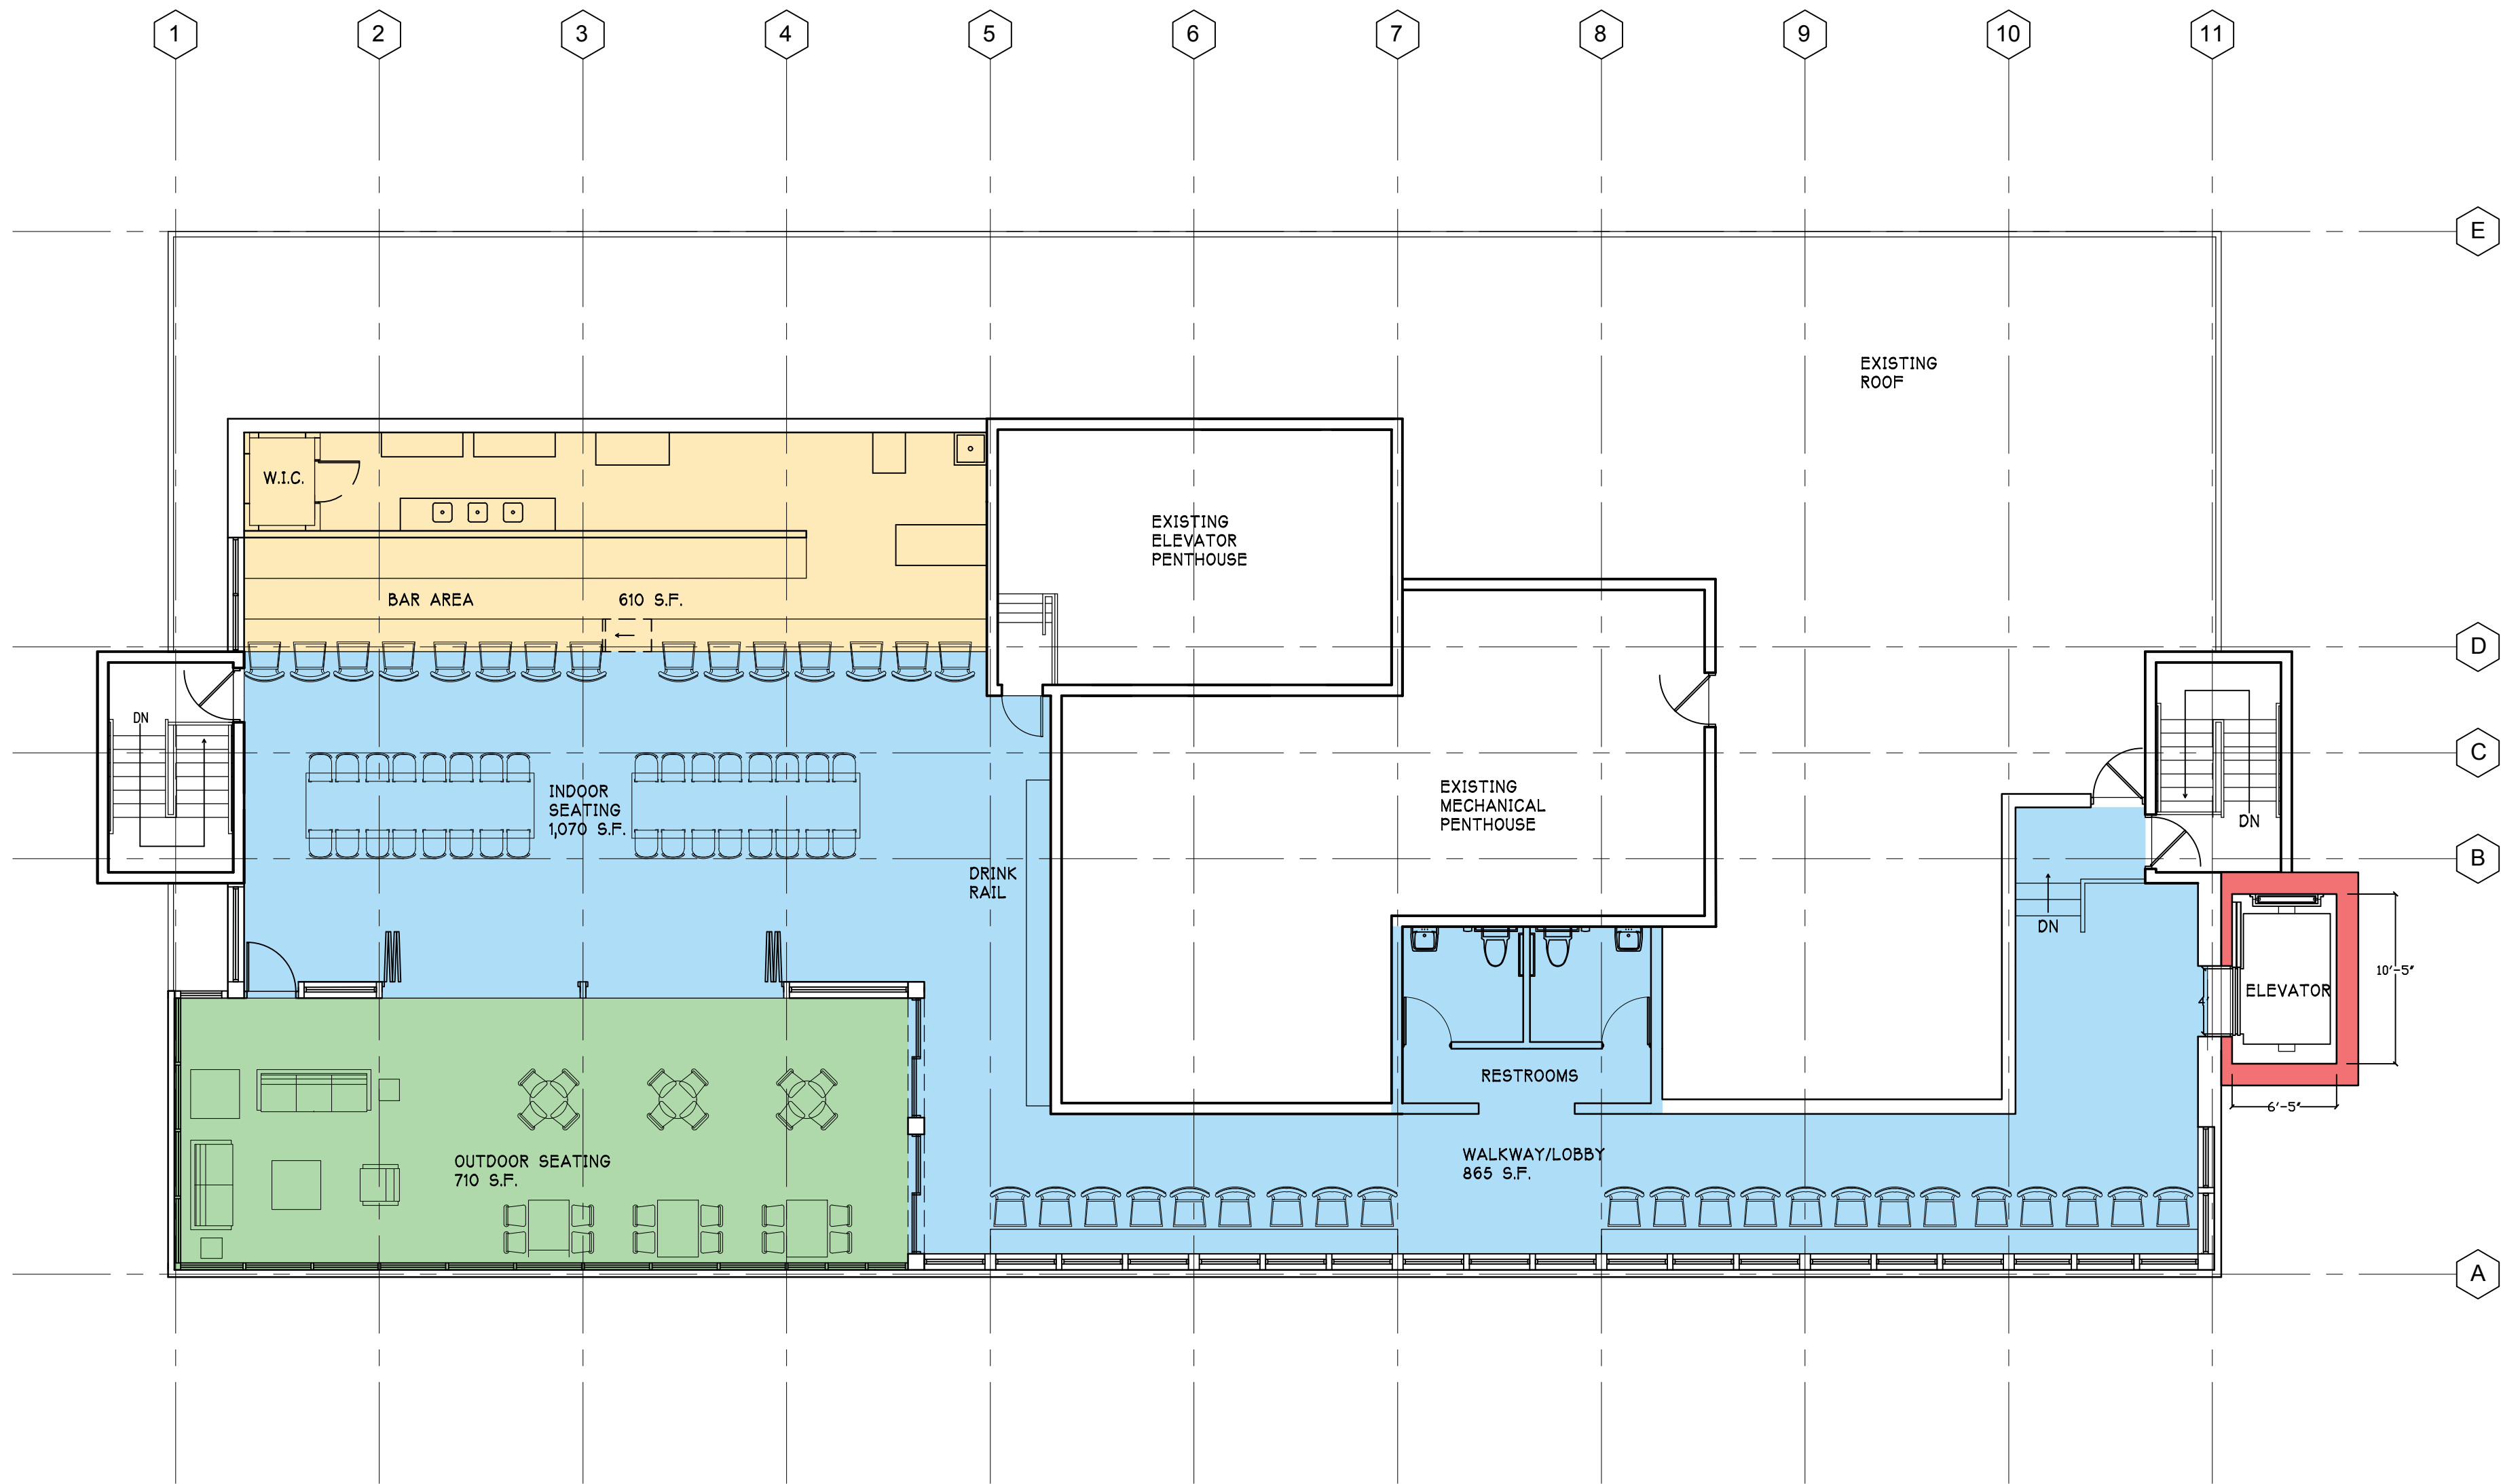 1 2 3 4 5 6 7 8 9 10 11
E
EXISTING
ROOF
W.I.C.
EXISTING
ELEVATOR
PENTHOUSE
BAR AREA 610 S.F.
D
DN
C
INDOOR
SEATING
1,070 S.F.
EXISTING
MECHANICAL
PENTHOUSE
DN
B
DRINK
RAIL
DN
10'-5"
ELEVATOR
4'
RESTROOMS
6'-5"
OUTDOOR SEATING
710 S.F.
WALKWAY/LOBBY
865 S.F.
A